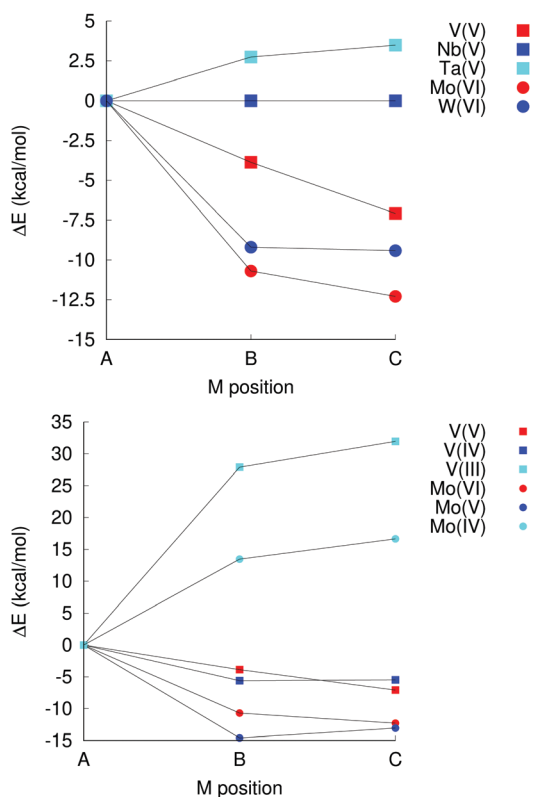 5
2.5
0
-2.5
-5
-7.5
-10
-12.5
-15
ΔE (kcal/mol)
A B C
M position
V(V)
Nb(V)
Ta(V)
Mo(VI)
W(VI)
35
30
25
20
15
10
5
0
-5
-10
-15
ΔE (kcal/mol)
A B C
M position
V(V)
V(IV)
V(III)
Mo(VI)
Mo(V)
Mo(IV)